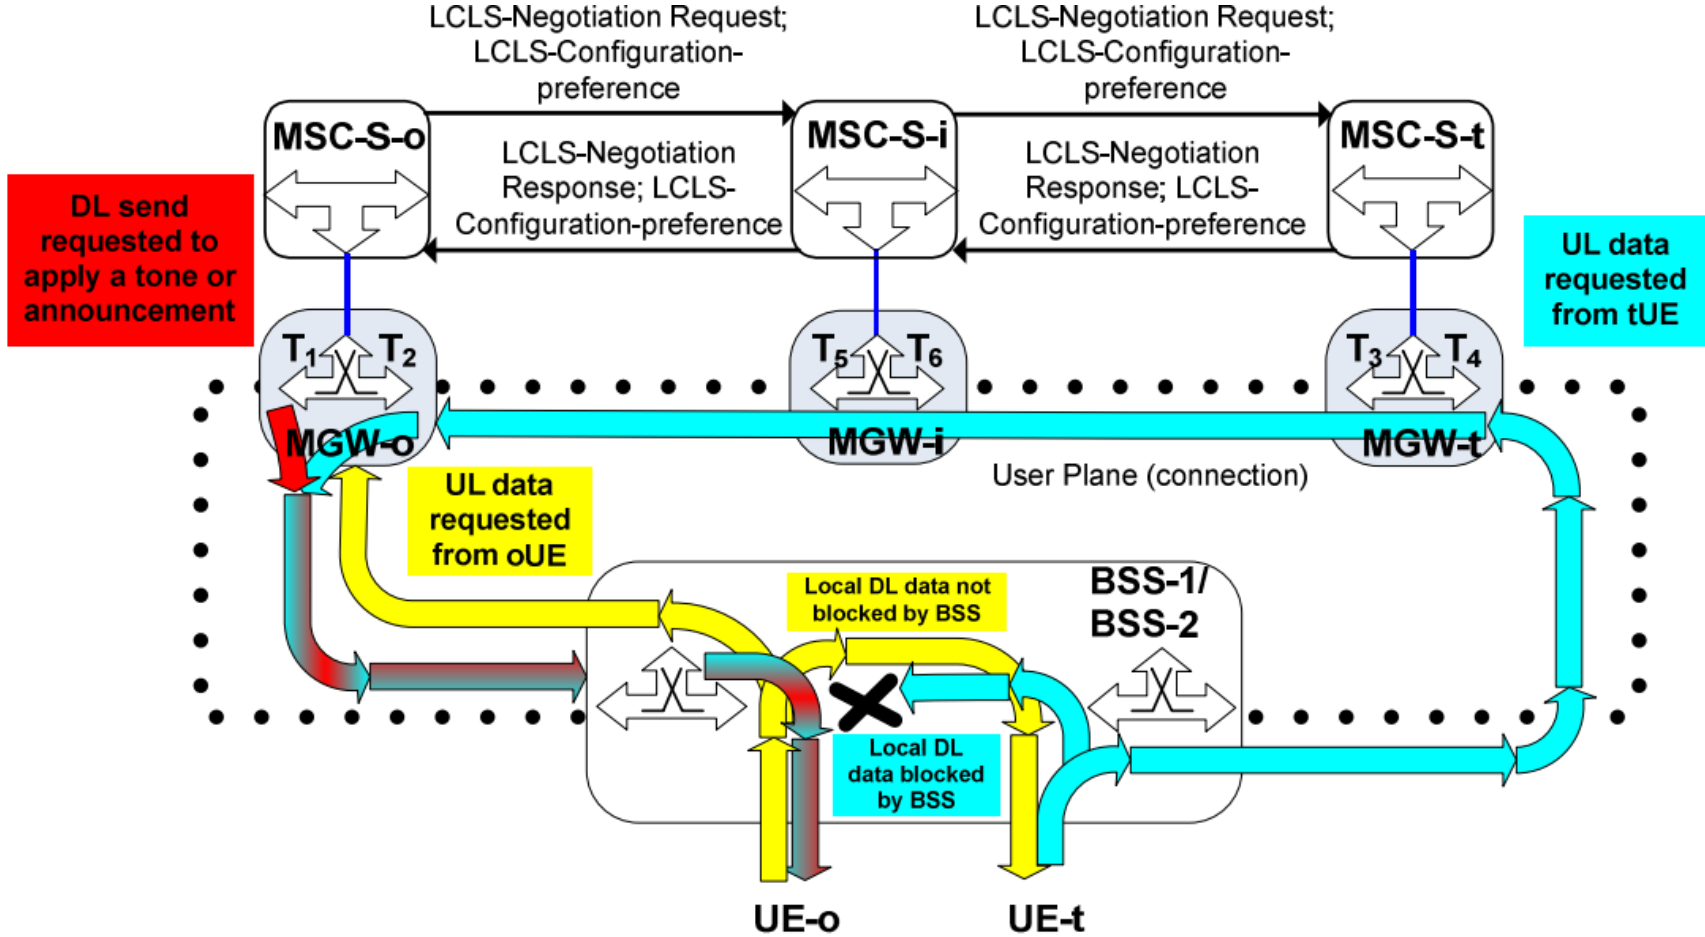 LCLS-Negotiation Request;
LCLS-Configuration-
preference
LCLS-Negotiation Request;
LCLS-Configuration-
preference
MSC-S-o
MSC-S-i
MSC-S-t
LCLS-Negotiation
Response; LCLS-
Configuration-preference
LCLS-Negotiation
Response; LCLS-
Configuration-preference
DL send
requested to
apply a tone or
announcement
UL data
requested
from tUE
T1 T2
T5 T6
T3 T4
MGW-o
MGW-i
MGW-t
User Plane (connection)
UL data
requested
from oUE
Local DL data not
blocked by BSS
BSS-1/
BSS-2
Local DL
data blocked
by BSS
UE-o
UE-t